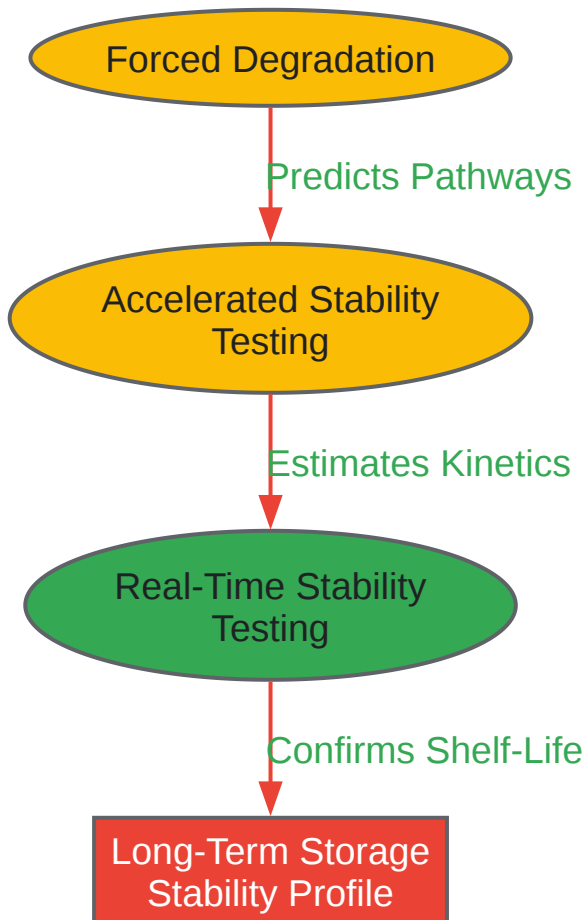 Forced Degradation
Predicts Pathways
Accelerated Stability
Testing
Estimates Kinetics
Real-Time Stability
Testing
Confirms Shelf-Life
Long-Term Storage
Stability Profile